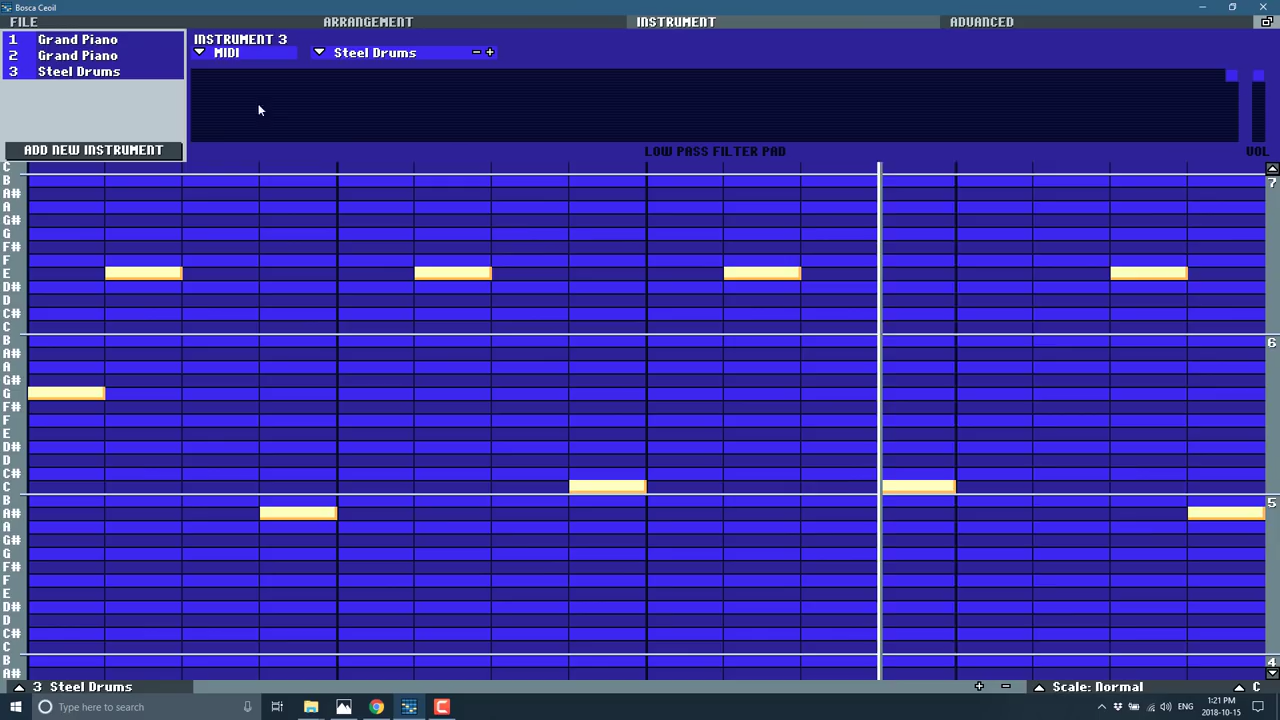 Bosca Ceoil
FILE
ARRANGEMENT
INSTRUMENT
ADVANCED
1 Grand Piano
2 Grand Piano
3 Steel Drums
ADD NEW INSTRUMENT
INSTRUMENT 3
MIDI
Steel Drums
- +
LOW PASS FILTER PAD
VOL
C
B
A#
A
G#
G
F#
F
E
D#
D
C#
C
B
A#
A
G#
G
F#
F
E
D#
D
C#
C
B
A#
A
G#
G
F#
F
E
D#
D
C#
C
B
A#
7
6
5
4
3 Steel Drums
+ -
Scale: Normal
C
Type here to search
ENG
1:21 PM
2018-10-15